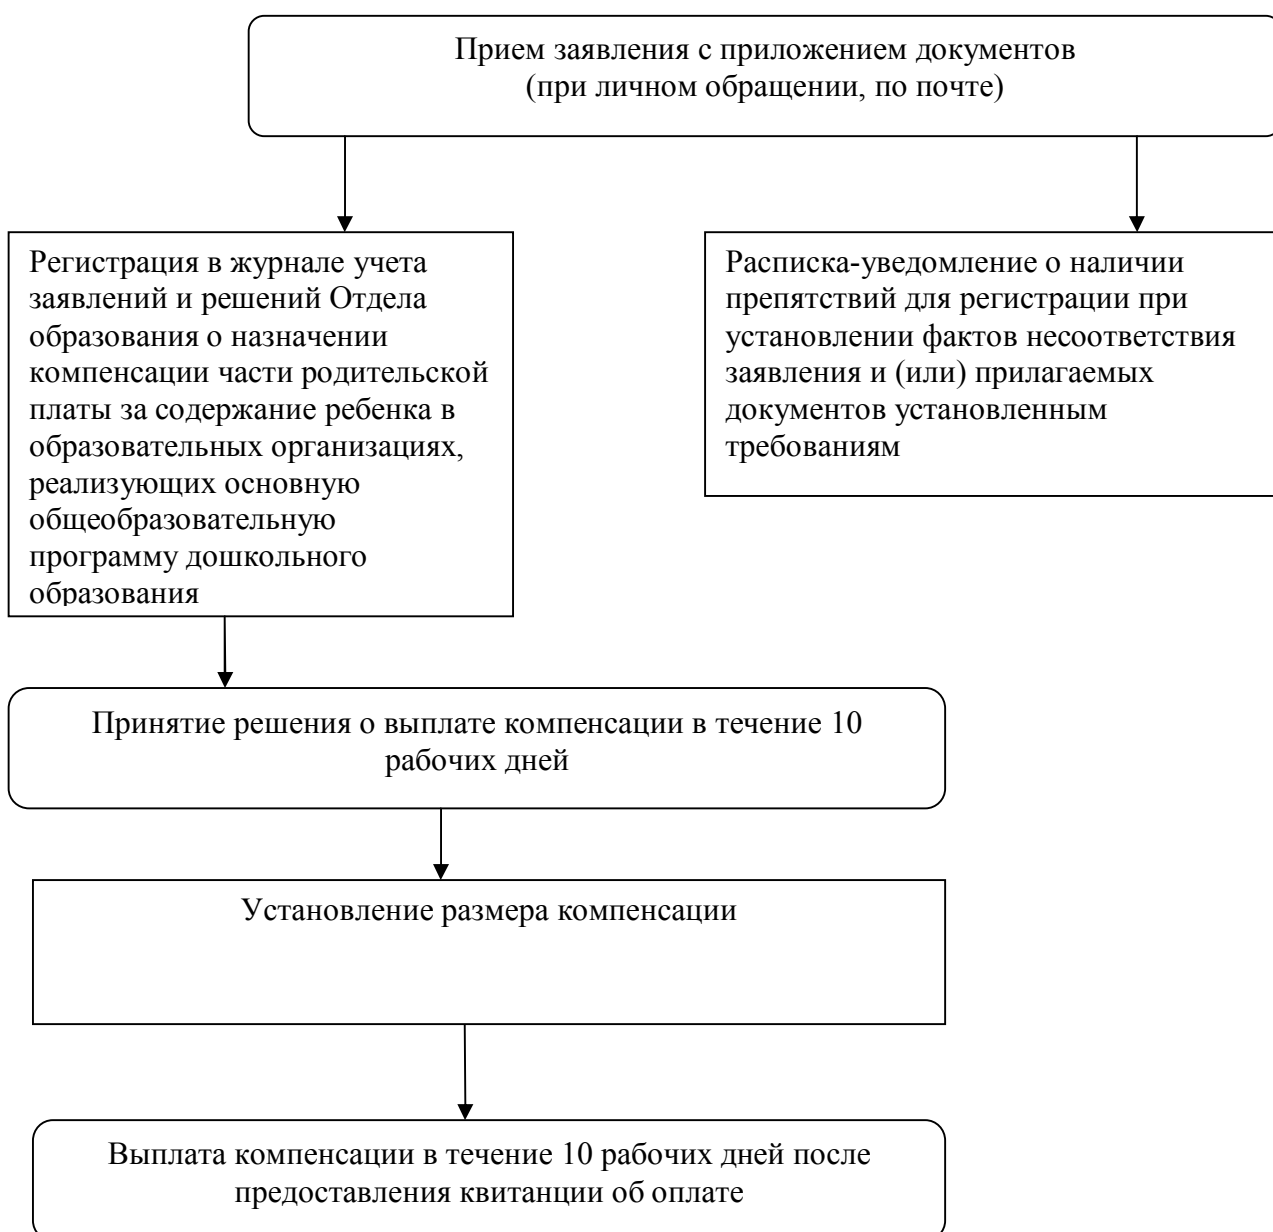 Прием заявления с приложением документов
(при личном обращении, по почте)
Регистрация в журнале учета
заявлений и решений Отдела
образования о назначении
компенсации части родительской
платы за содержание ребенка в
образовательных организациях,
реализующих основную
общеобразовательную
программу дошкольного
образования
Расписка-уведомление о наличии
препятствий для регистрации при
установлении фактов несоответствия
заявления и (или) прилагаемых
документов установленным
требованиям
Принятие решения о выплате компенсации в течение 10
рабочих дней
Установление размера компенсации
Выплата компенсации в течение 10 рабочих дней после
предоставления квитанции об оплате